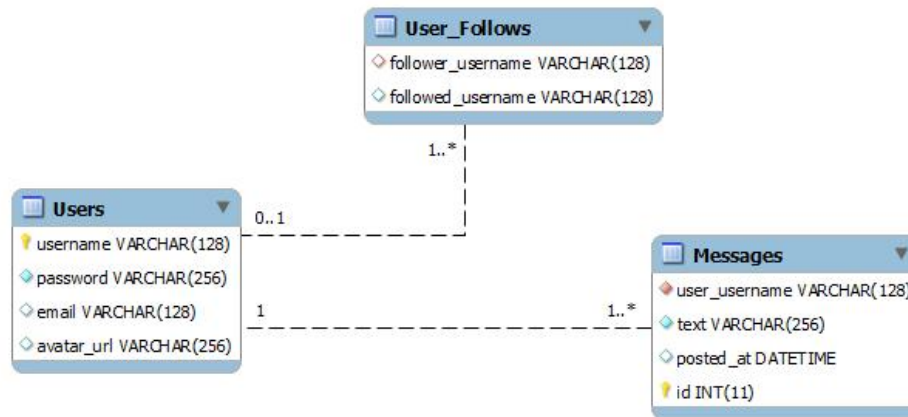 User_Follows
follower_username VARCHAR(128)
followed_username VARCHAR(128)
1..*
Users
username VARCHAR(128)
password VARCHAR(256)
email VARCHAR(128)
avatar_url VARCHAR(256)
0..1
1
1..*
Messages
user_username VARCHAR(128)
text VARCHAR(256)
posted_at DATETIME
id INT(11)